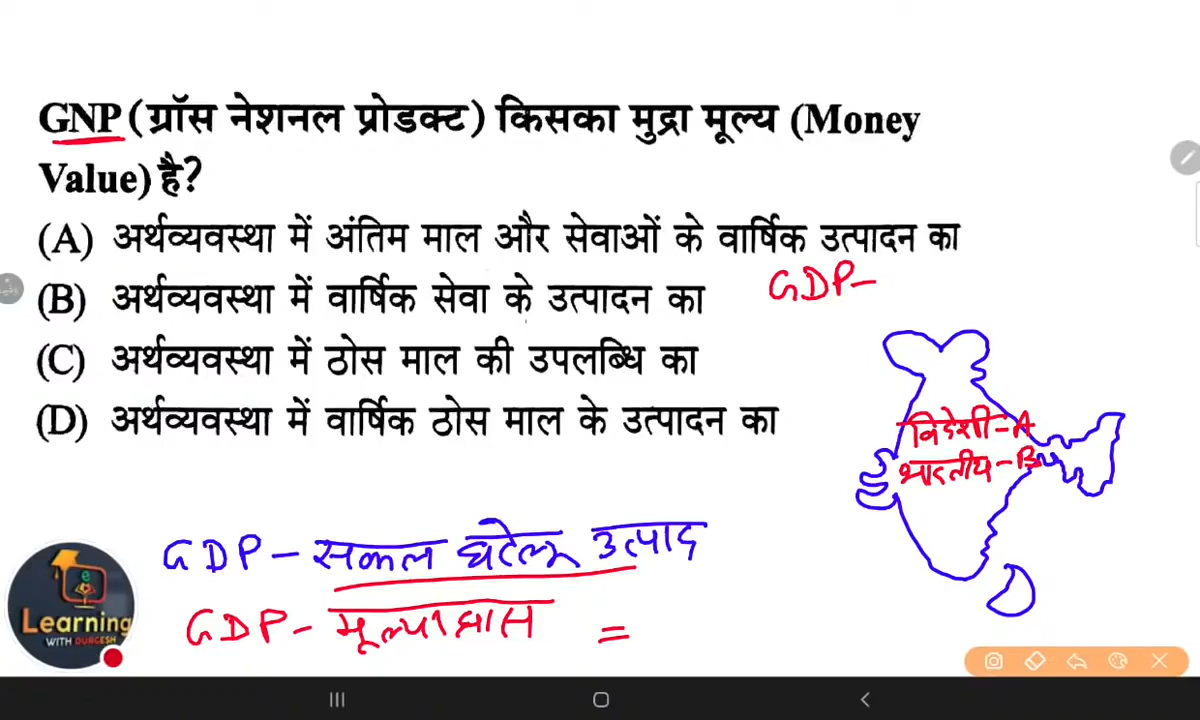 GNP (ग्रॉस नेशनल प्रोडक्ट) किसका मुद्रा मूल्य (Money
Value) है?
(A) अर्थव्यवस्था में अंतिम माल और सेवाओं के वार्षिक उत्पादन का
GDP-
(B) अर्थव्यवस्था में वार्षिक सेवा के उत्पादन का
(C) अर्थव्यवस्था में ठोस माल की उपलब्धि का
(D) अर्थव्यवस्था में वार्षिक ठोस माल के उत्पादन का
विदेशी-A
भारतीय-B
GDP-सकल घरेलू उत्पाद
GDP-मूल्यह्रास =
e
Learning
WITH DURGESH